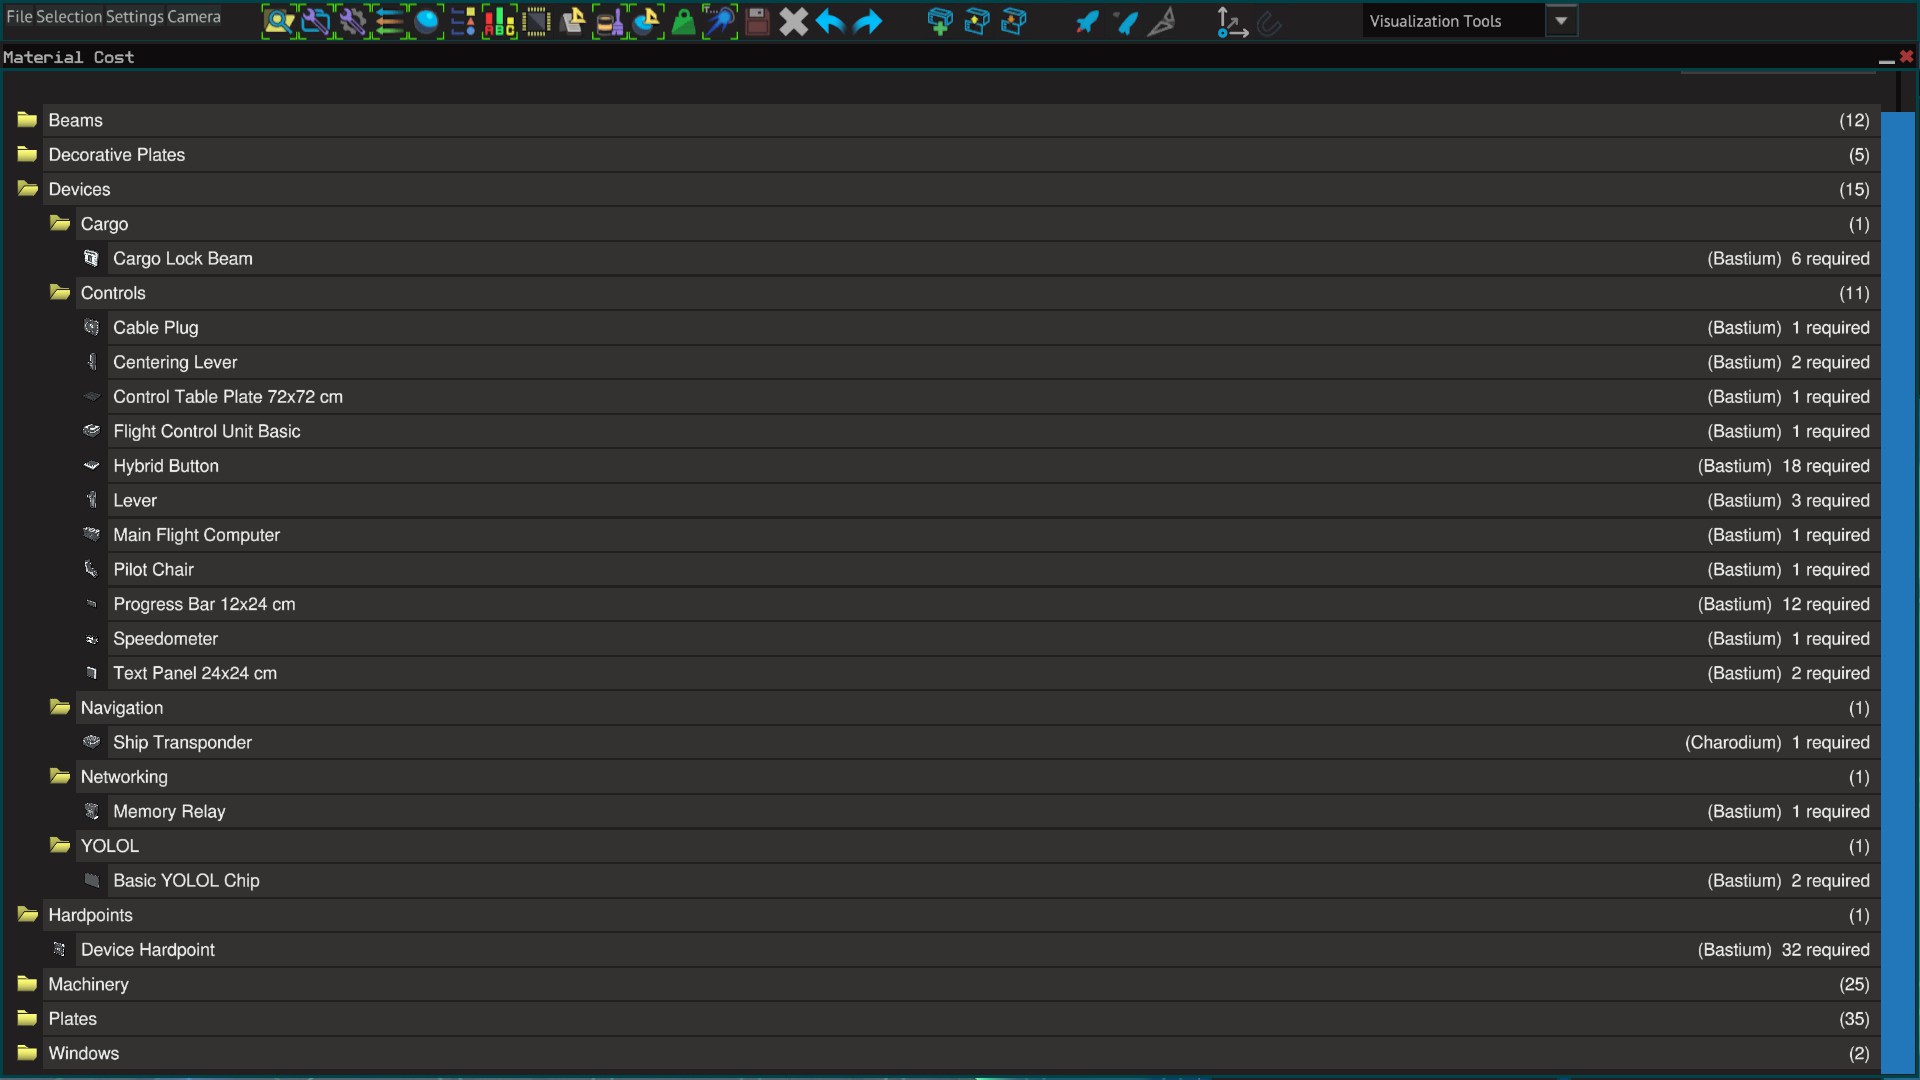 File Selection Settings Camera
Visualization Tools
Material Cost
Beams (12)
Decorative Plates (5)
Devices (15)
Cargo (1)
Cargo Lock Beam (Bastium) 6 required
Controls (11)
Cable Plug (Bastium) 1 required
Centering Lever (Bastium) 2 required
Control Table Plate 72x72 cm (Bastium) 1 required
Flight Control Unit Basic (Bastium) 1 required
Hybrid Button (Bastium) 18 required
Lever (Bastium) 3 required
Main Flight Computer (Bastium) 1 required
Pilot Chair (Bastium) 1 required
Progress Bar 12x24 cm (Bastium) 12 required
Speedometer (Bastium) 1 required
Text Panel 24x24 cm (Bastium) 2 required
Navigation (1)
Ship Transponder (Charodium) 1 required
Networking (1)
Memory Relay (Bastium) 1 required
YOLOL (1)
Basic YOLOL Chip (Bastium) 2 required
Hardpoints (1)
Device Hardpoint (Bastium) 32 required
Machinery (25)
Plates (35)
Windows (2)